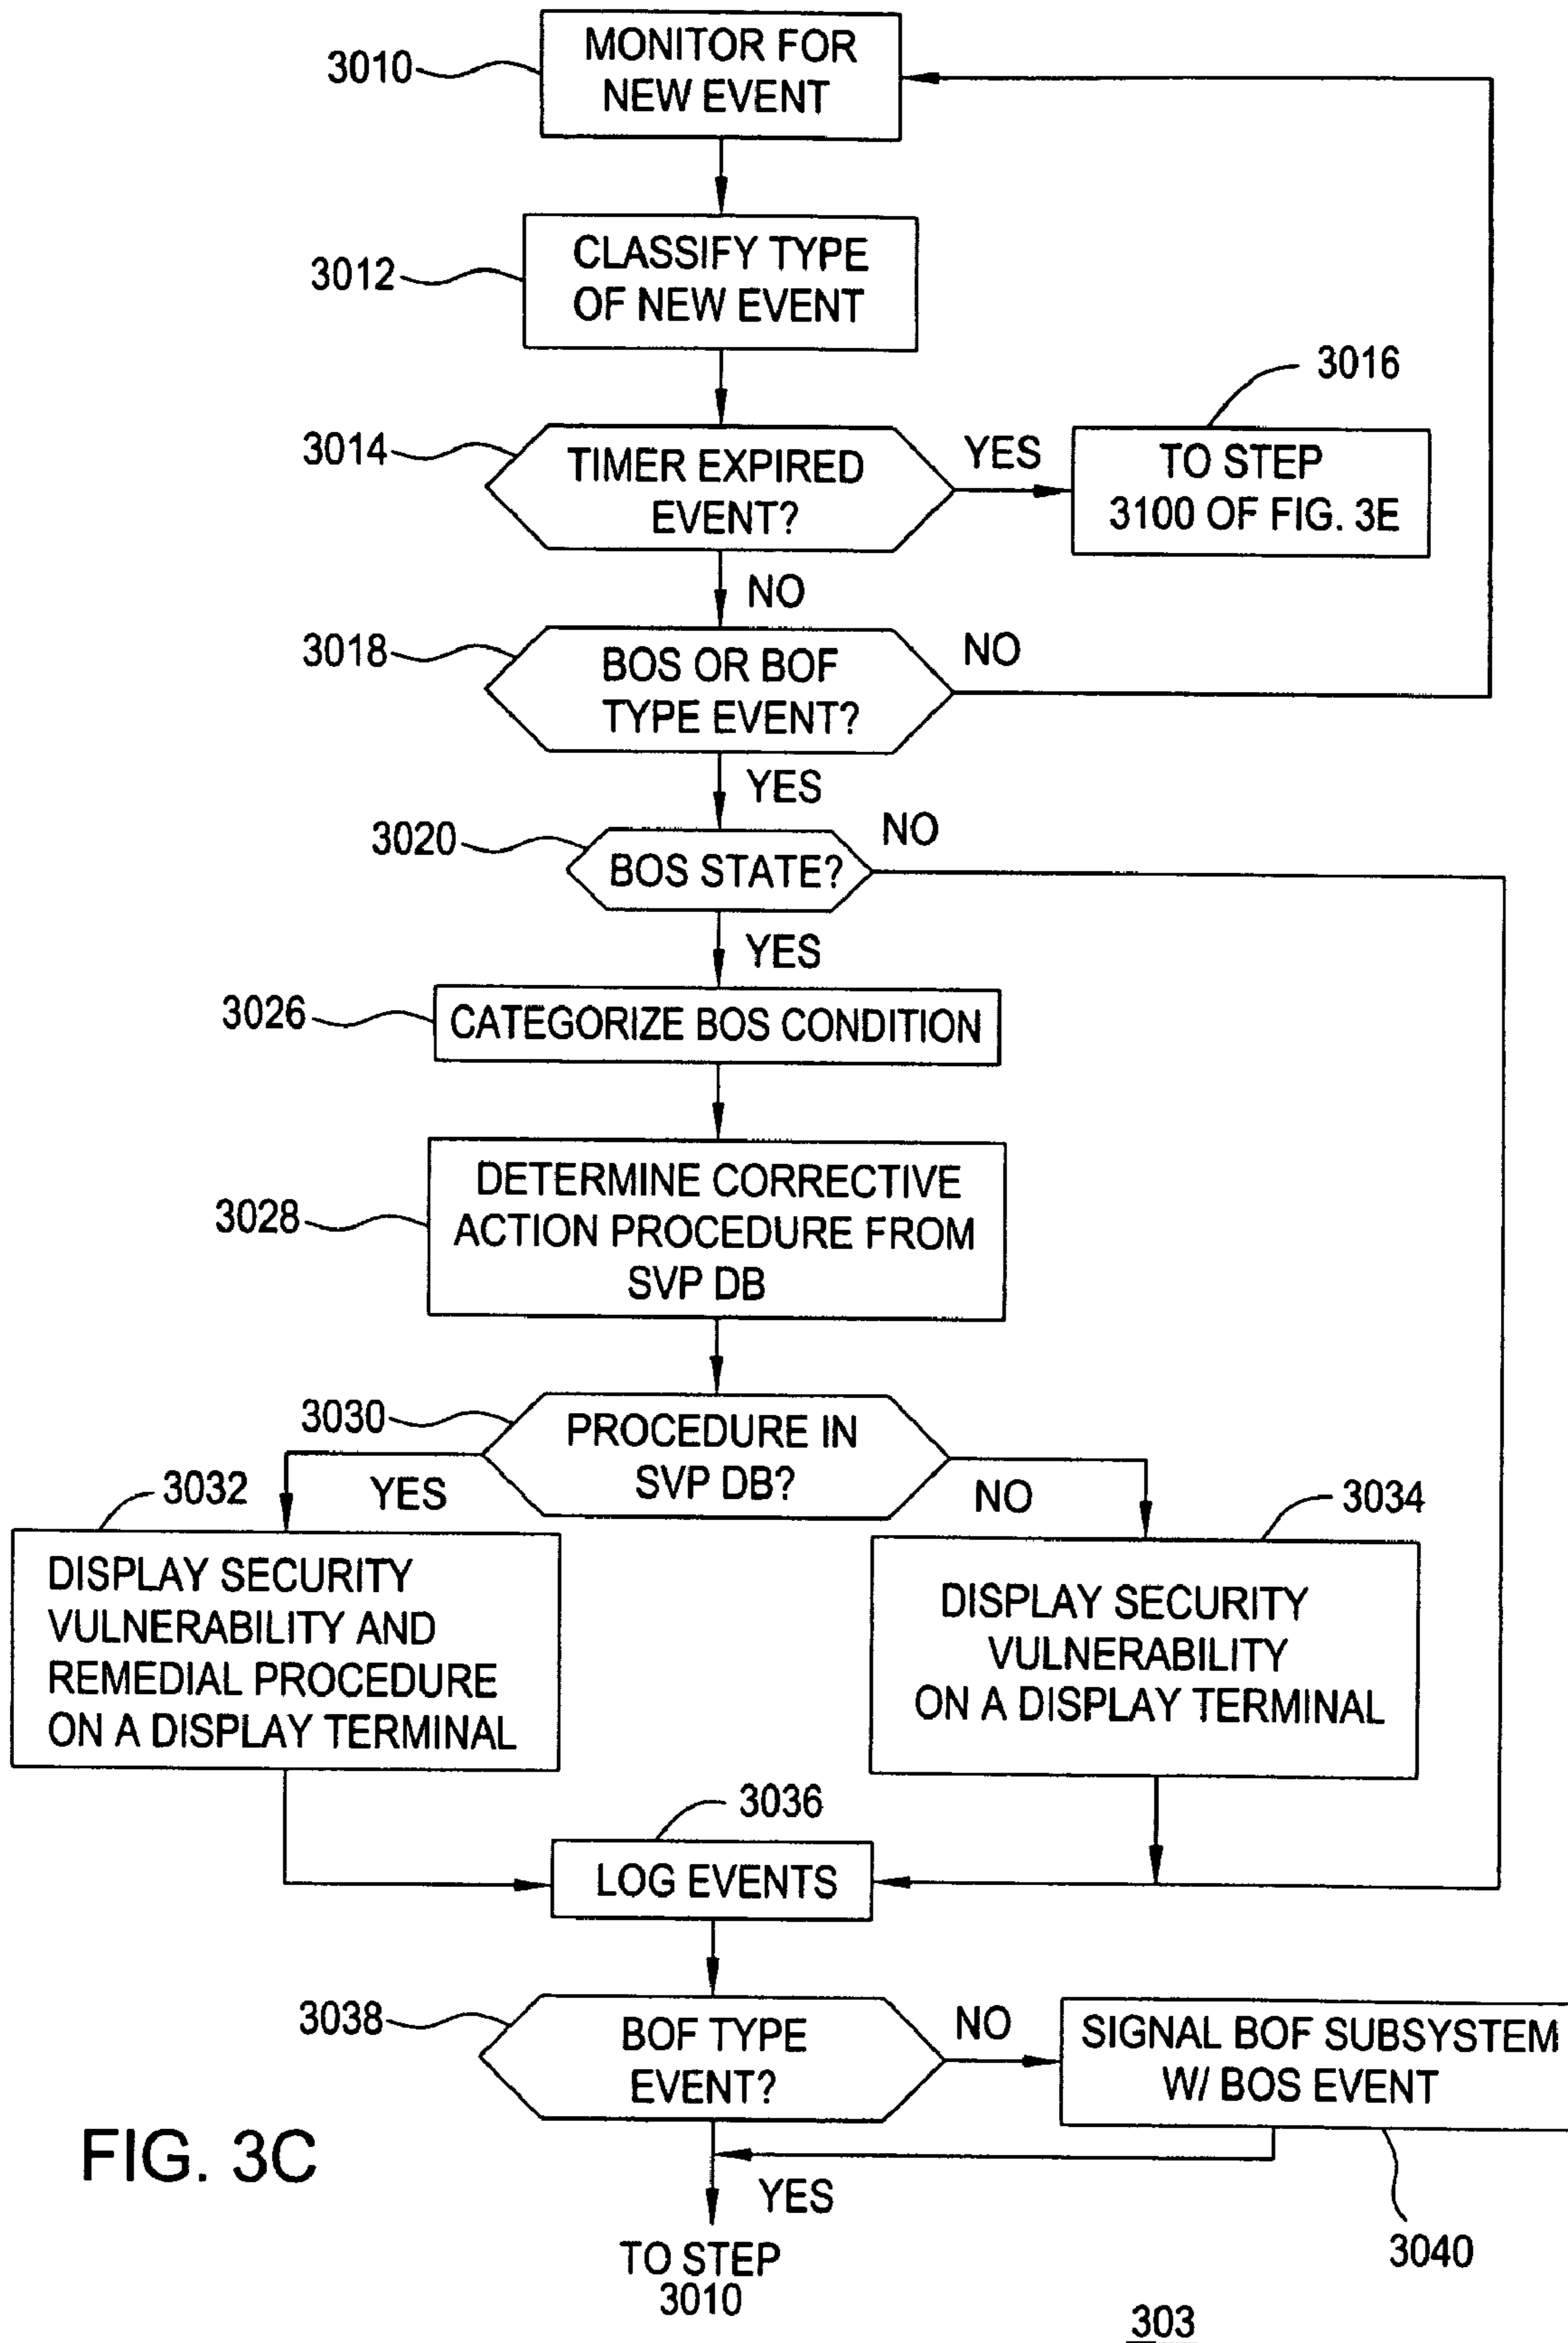 MONITOR FOR
NEW EVENT
3010
CLASSIFY TYPE
OF NEW EVENT
3012
3016
3014
TIMER EXPIRED
EVENT?
YES
TO STEP
3100 OF FIG. 3E
NO
3018
BOS OR BOF
TYPE EVENT?
NO
YES
3020
BOS STATE?
NO
YES
3026
CATEGORIZE BOS CONDITION
3028
DETERMINE CORRECTIVE
ACTION PROCEDURE FROM
SVP DB
3030
PROCEDURE IN
SVP DB?
YES
NO
3032
3034
DISPLAY SECURITY
VULNERABILITY AND
REMEDIAL PROCEDURE
ON A DISPLAY TERMINAL
DISPLAY SECURITY
VULNERABILITY
ON A DISPLAY TERMINAL
3036
LOG EVENTS
3038
BOF TYPE
EVENT?
NO
SIGNAL BOF SUBSYSTEM
W/ BOS EVENT
YES
3040
TO STEP
3010
FIG. 3C
303